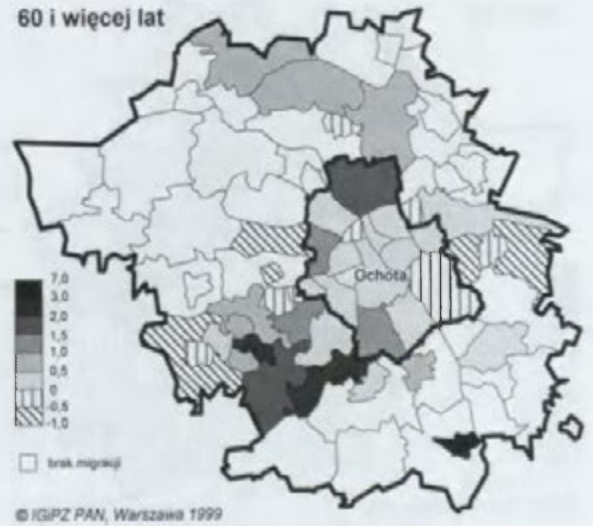 60 i więcej lat
Ochota
7,0
3,0
2,0
1,5
1,0
0,5
0
-0,5
-1,0
brak migracji
© IGiPZ PAN, Warszawa 1999